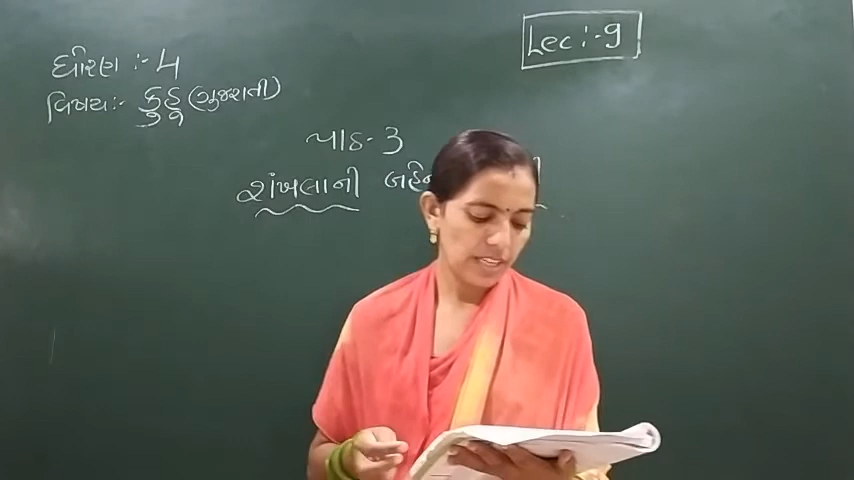 Lec :- 9
ધોરણ :- 4
વિષય :- કુહૂ (ગુજરાતી)
પાઠ - 3
શંખલાની